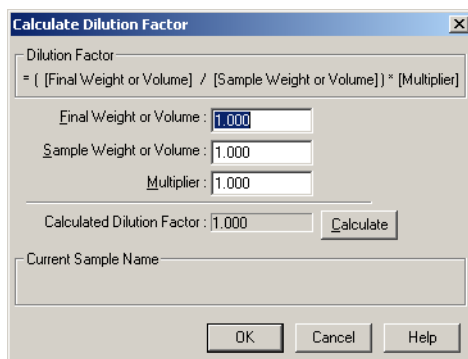 Calculate Dilution Factor
Dilution Factor
= ( [Final Weight or Volume] / [Sample Weight or Volume] ) * [Multiplier]
Final Weight or Volume : 1.000
Sample Weight or Volume : 1.000
Multiplier : 1.000
Calculated Dilution Factor : 1.000 Calculate
Current Sample Name
OK Cancel Help